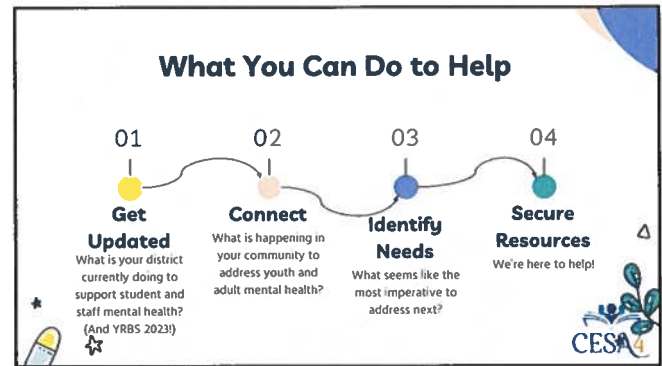 What You Can Do to Help
01
02
03
04
Get
Updated
What is your district
currently doing to
support student and
staff mental health?
(And YRBS 2023!)
Connect
What is happening in
your community to
address youth and
adult mental health?
Identify
Needs
What seems like the
most imperative to
address next?
Secure
Resources
We're here to help!
CESA 4